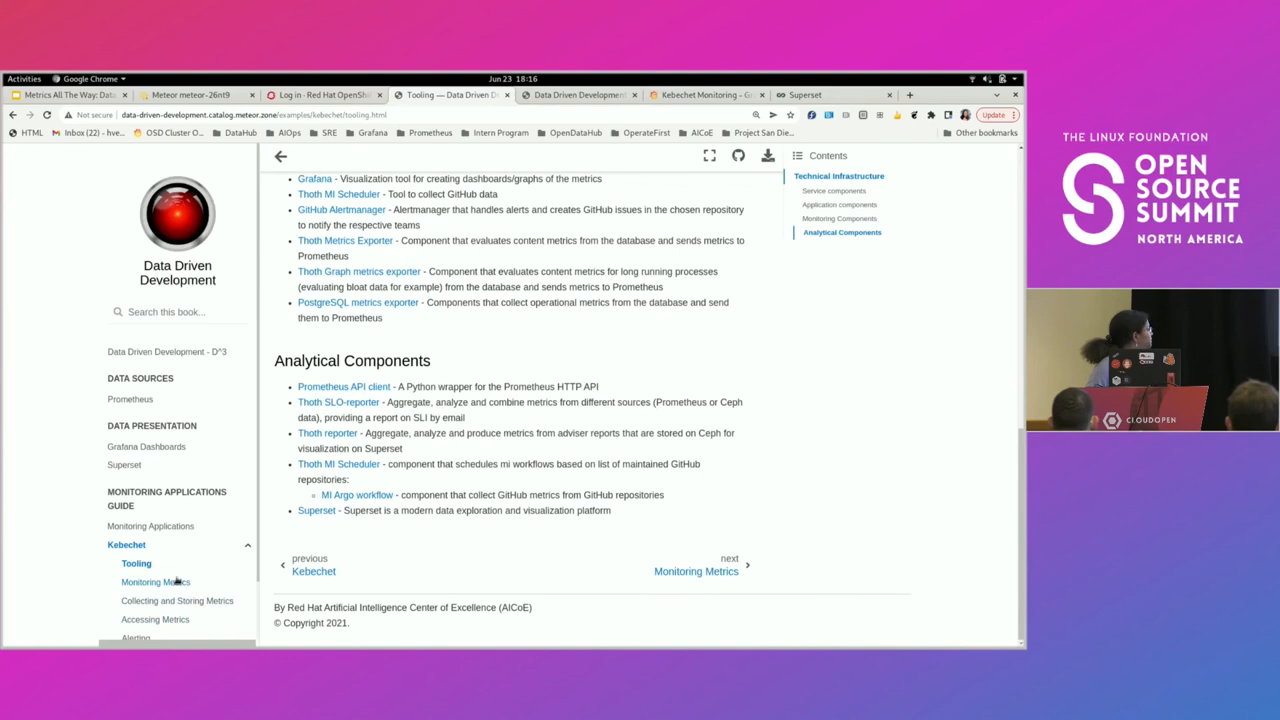 Activities
Google Chrome
Jun 23 18:16
Metrics All The Way: Data
Meteor meteor-26nt9
Log in · Red Hat OpenShi
Tooling — Data Driven D
Data Driven Development
Kebechet Monitoring - G
Superset
Not secure
data-driven-development.catalog.meteor.zone/examples/kebechet/tooling.html
Update
HTML
Inbox (22) - hve...
OSD Cluster O...
DataHub
AIOps
SRE
Grafana
Prometheus
Intern Program
OpenDataHub
OperateFirst
AICoE
Project San Die...
Other bookmarks
Data Driven
Development
Search this book...
Data Driven Development - D^3
DATA SOURCES
Prometheus
DATA PRESENTATION
Grafana Dashboards
Superset
MONITORING APPLICATIONS
GUIDE
Monitoring Applications
Kebechet
Tooling
Monitoring Metrics
Collecting and Storing Metrics
Accessing Metrics
Alerting
Grafana - Visualization tool for creating dashboards/graphs of the metrics
Thoth MI Scheduler - Tool to collect GitHub data
GitHub Alertmanager - Alertmanager that handles alerts and creates GitHub issues in the chosen repository
to notify the respective teams
Thoth Metrics Exporter - Component that evaluates content metrics from the database and sends metrics to
Prometheus
Thoth Graph metrics exporter - Component that evaluates content metrics for long running processes
(evaluating bloat data for example) from the database and sends metrics to Prometheus
PostgreSQL metrics exporter - Components that collect operational metrics from the database and send
them to Prometheus
Analytical Components
Prometheus API client - A Python wrapper for the Prometheus HTTP API
Thoth SLO-reporter - Aggregate, analyze and combine metrics from different sources (Prometheus or Ceph
data), providing a report on SLI by email
Thoth reporter - Aggregate, analyze and produce metrics from adviser reports that are stored on Ceph for
visualization on Superset
Thoth MI Scheduler - component that schedules mi workflows based on list of maintained GitHub
repositories:
MI Argo workflow - component that collect GitHub metrics from GitHub repositories
Superset - Superset is a modern data exploration and visualization platform
previous
Kebechet
next
Monitoring Metrics
By Red Hat Artificial Intelligence Center of Excellence (AICoE)
© Copyright 2021.
Contents
Technical Infrastructure
Service components
Application components
Monitoring Components
Analytical Components
THE LINUX FOUNDATION
OPEN
SOURCE
SUMMIT
NORTH AMERICA
CLOUDOPEN